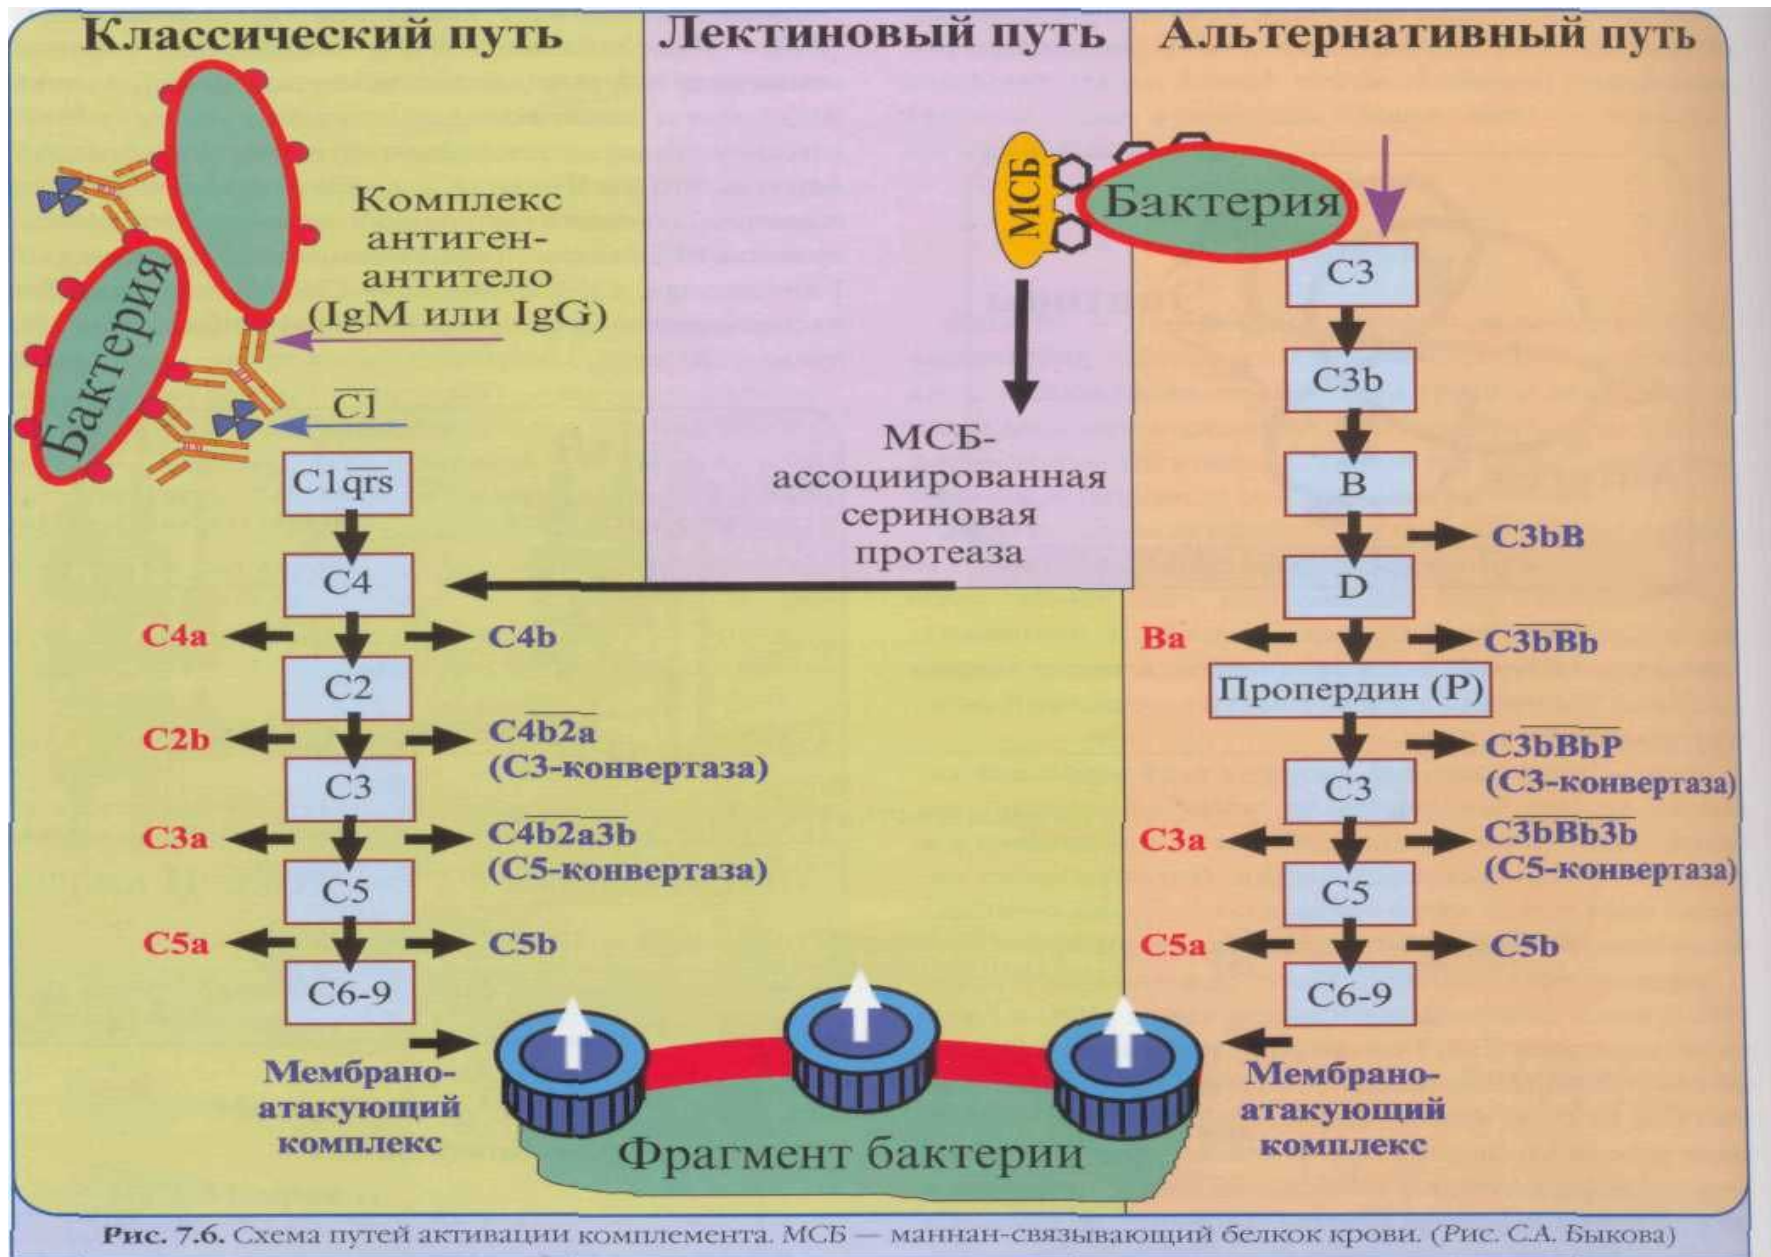 Классический путь
Комплекс
антиген-
антитело
(IgM или IgG)
Бактерия
C1
C1qrs
C4
C4a
C4b
C2
C2b
C4b2a
(C3-конвертаза)
C3
C3a
C4b2a3b
(C5-конвертаза)
C5
C5a
C5b
C6-9
Мембрано-
атакующий
комплекс
Лектиновый путь
МСБ
МСБ-
ассоциированная
сериновая
протеаза
Альтернативный путь
Бактерия
C3
C3b
B
C3bB
D
Ba
C3bBb
Пропердин (P)
C3bBbP
(C3-конвертаза)
C3
C3a
C3bBb3b
(C5-конвертаза)
C5
C5a
C5b
C6-9
Мембрано-
атакующий
комплекс
Фрагмент бактерии
Рис. 7.6. Схема путей активации комплемента. МСБ — маннан-связывающий белкок крови. (Рис. С.А. Быкова)